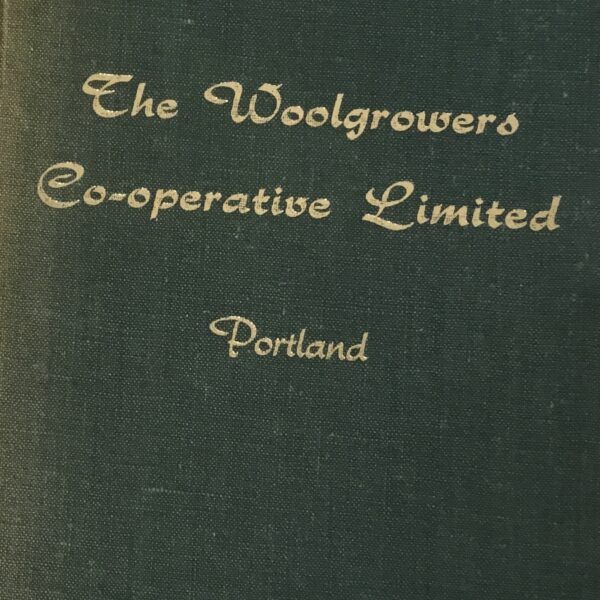 The Woolgrowers
Co-operative Limited
Portland